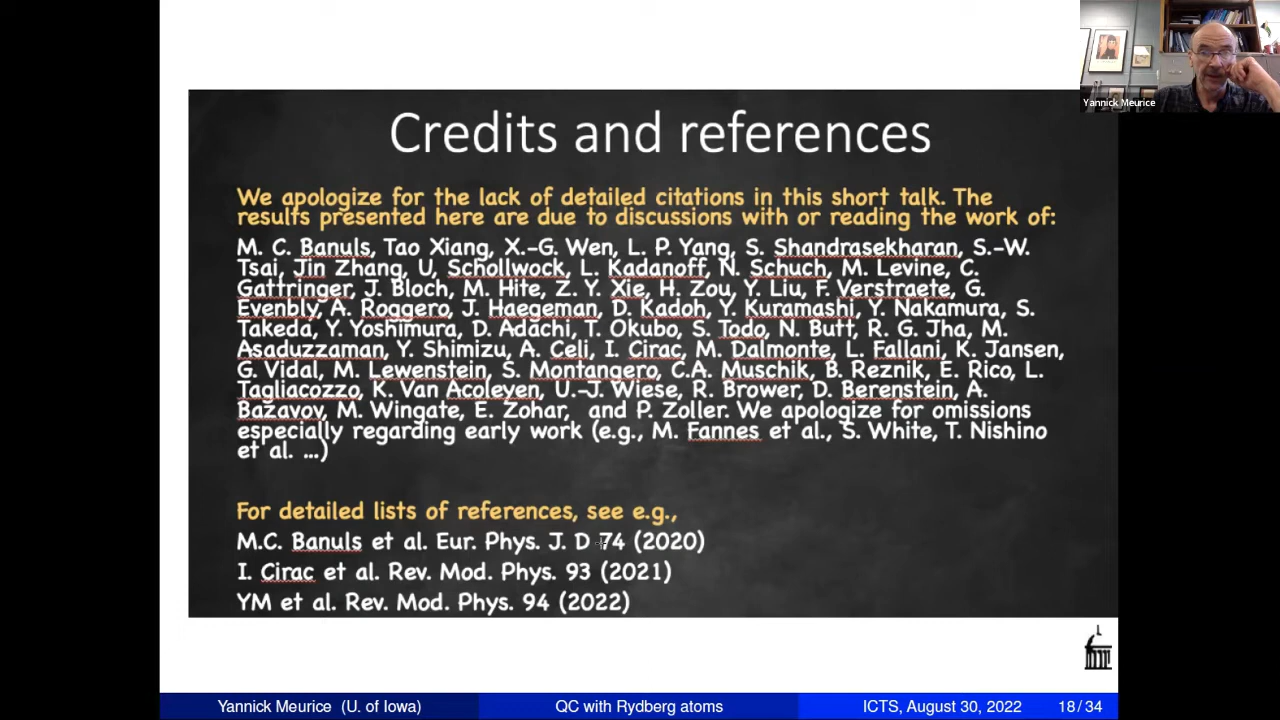 Credits and references
We apologize for the lack of detailed citations in this short talk. The
results presented here are due to discussions with or reading the work of:
M. C. Banuls, Tao Xiang, X.-G. Wen, L. P. Yang, S. Shandrasekharan, S.-W.
Tsai, Jin Zhang, U, Schollwock, L. Kadanoff, N. Schuch, M. Levine, C.
Gattringer, J. Bloch, M. Hite, Z. Y. Xie, H. Zou, Y. Liu, F. Verstraete, G.
Evenbly, A. Roggero, J. Haegeman, D. Kadoh, Y. Kuramashi, Y. Nakamura, S.
Takeda, Y. Yoshimura, D. Adachi, T. Okubo, S. Todo, N. Butt, R. G. Jha, M.
Asaduzzaman, Y. Shimizu, A. Celi, I. Cirac, M. Dalmonte, L. Fallani, K. Jansen,
G. Vidal, M. Lewenstein, S. Montangero, C.A. Muschik, B. Reznik, E. Rico, L.
Tagliacozzo, K. Van Acoleyen, U.-J. Wiese, R. Brower, D. Berenstein, A.
Bazavov, M. Wingate, E. Zohar, and P. Zoller. We apologize for omissions
especially regarding early work (e.g., M. Fannes et al., S. White, T. Nishino
et al. ...)
For detailed lists of references, see e.g.,
M.C. Banuls et al. Eur. Phys. J. D 74 (2020)
I. Cirac et al. Rev. Mod. Phys. 93 (2021)
YM et al. Rev. Mod. Phys. 94 (2022)
Yannick Meurice
Yannick Meurice (U. of Iowa) QC with Rydberg atoms ICTS, August 30, 2022 18 / 34